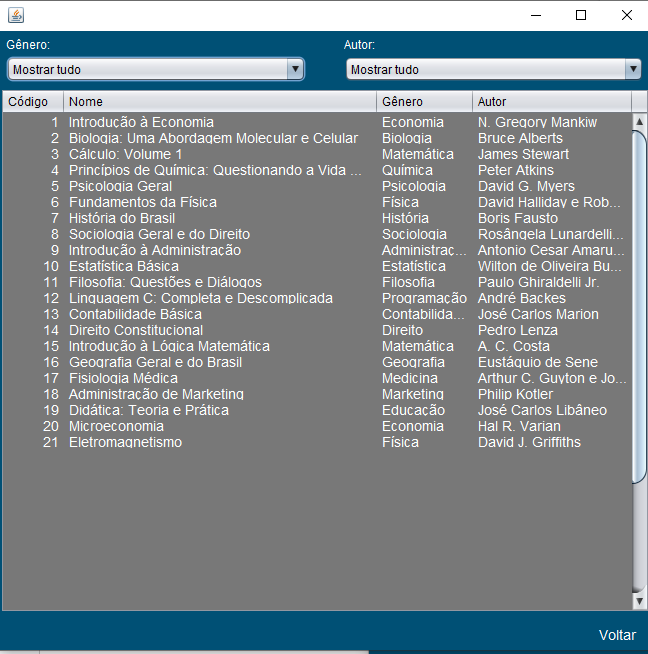 Gênero: Autor:
Mostrar tudo Mostrar tudo
Código Nome Gênero Autor
1 Introdução à Economia Economia N. Gregory Mankiw
2 Biologia: Uma Abordagem Molecular e Celular Biologia Bruce Alberts
3 Cálculo: Volume 1 Matemática James Stewart
4 Princípios de Química: Questionando a Vida ... Química Peter Atkins
5 Psicologia Geral Psicologia David G. Myers
6 Fundamentos da Física Física David Halliday e Rob...
7 História do Brasil História Boris Fausto
8 Sociologia Geral e do Direito Sociologia Rosângela Lunardelli...
9 Introdução à Administração Administraç... Antonio Cesar Amaru...
10 Estatística Básica Estatística Wilton de Oliveira Bu...
11 Filosofia: Questões e Diálogos Filosofia Paulo Ghiraldelli Jr.
12 Linguagem C: Completa e Descomplicada Programação André Backes
13 Contabilidade Básica Contabilida... José Carlos Marion
14 Direito Constitucional Direito Pedro Lenza
15 Introdução à Lógica Matemática Matemática A. C. Costa
16 Geografia Geral e do Brasil Geografia Eustáquio de Sene
17 Fisiologia Médica Medicina Arthur C. Guyton e Jo...
18 Administração de Marketing Marketing Philip Kotler
19 Didática: Teoria e Prática Educação José Carlos Libâneo
20 Microeconomia Economia Hal R. Varian
21 Eletromagnetismo Física David J. Griffiths
Voltar